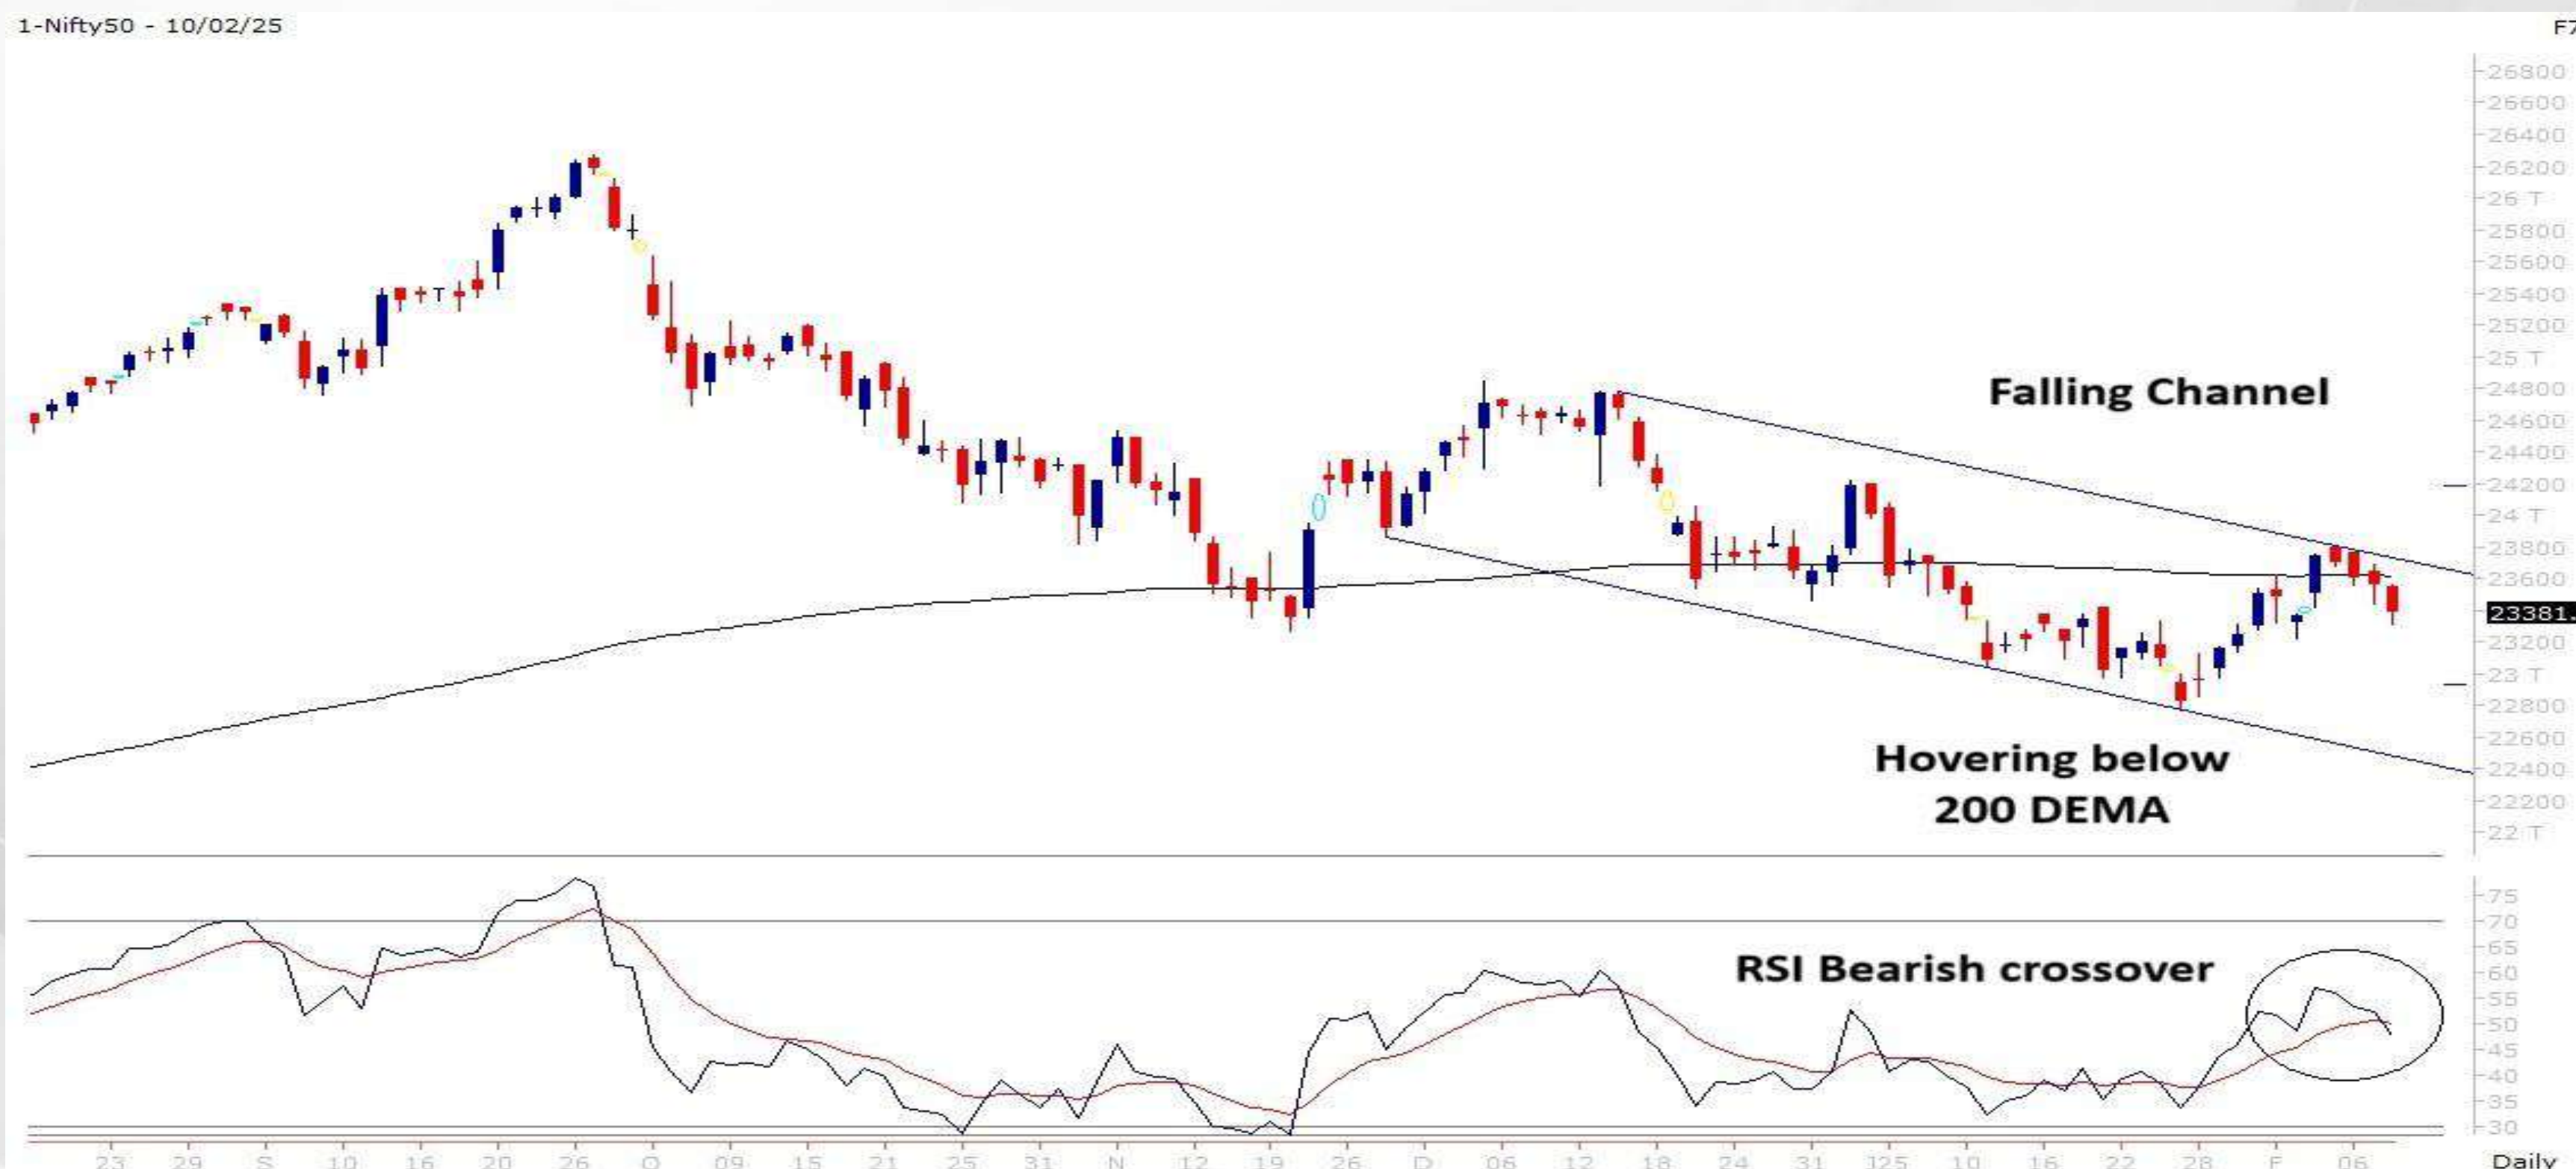 1-Nifty50 - 10/02/25
F7
26800
26600
26400
26200
26 T
25800
25600
25400
25200
25 T
24800
24600
24400
24200
24 T
23800
23600
23381.
23200
23 T
22800
22600
22400
22200
22 T
Falling Channel
Hovering below
200 DEMA
75
70
65
60
55
50
45
40
35
30
RSI Bearish crossover
23 29 S 10 16 20 26 O 09 15 21 25 31 N 12 19 26 D 06 12 18 24 31 J25 10 16 22 28 F 06 Daily